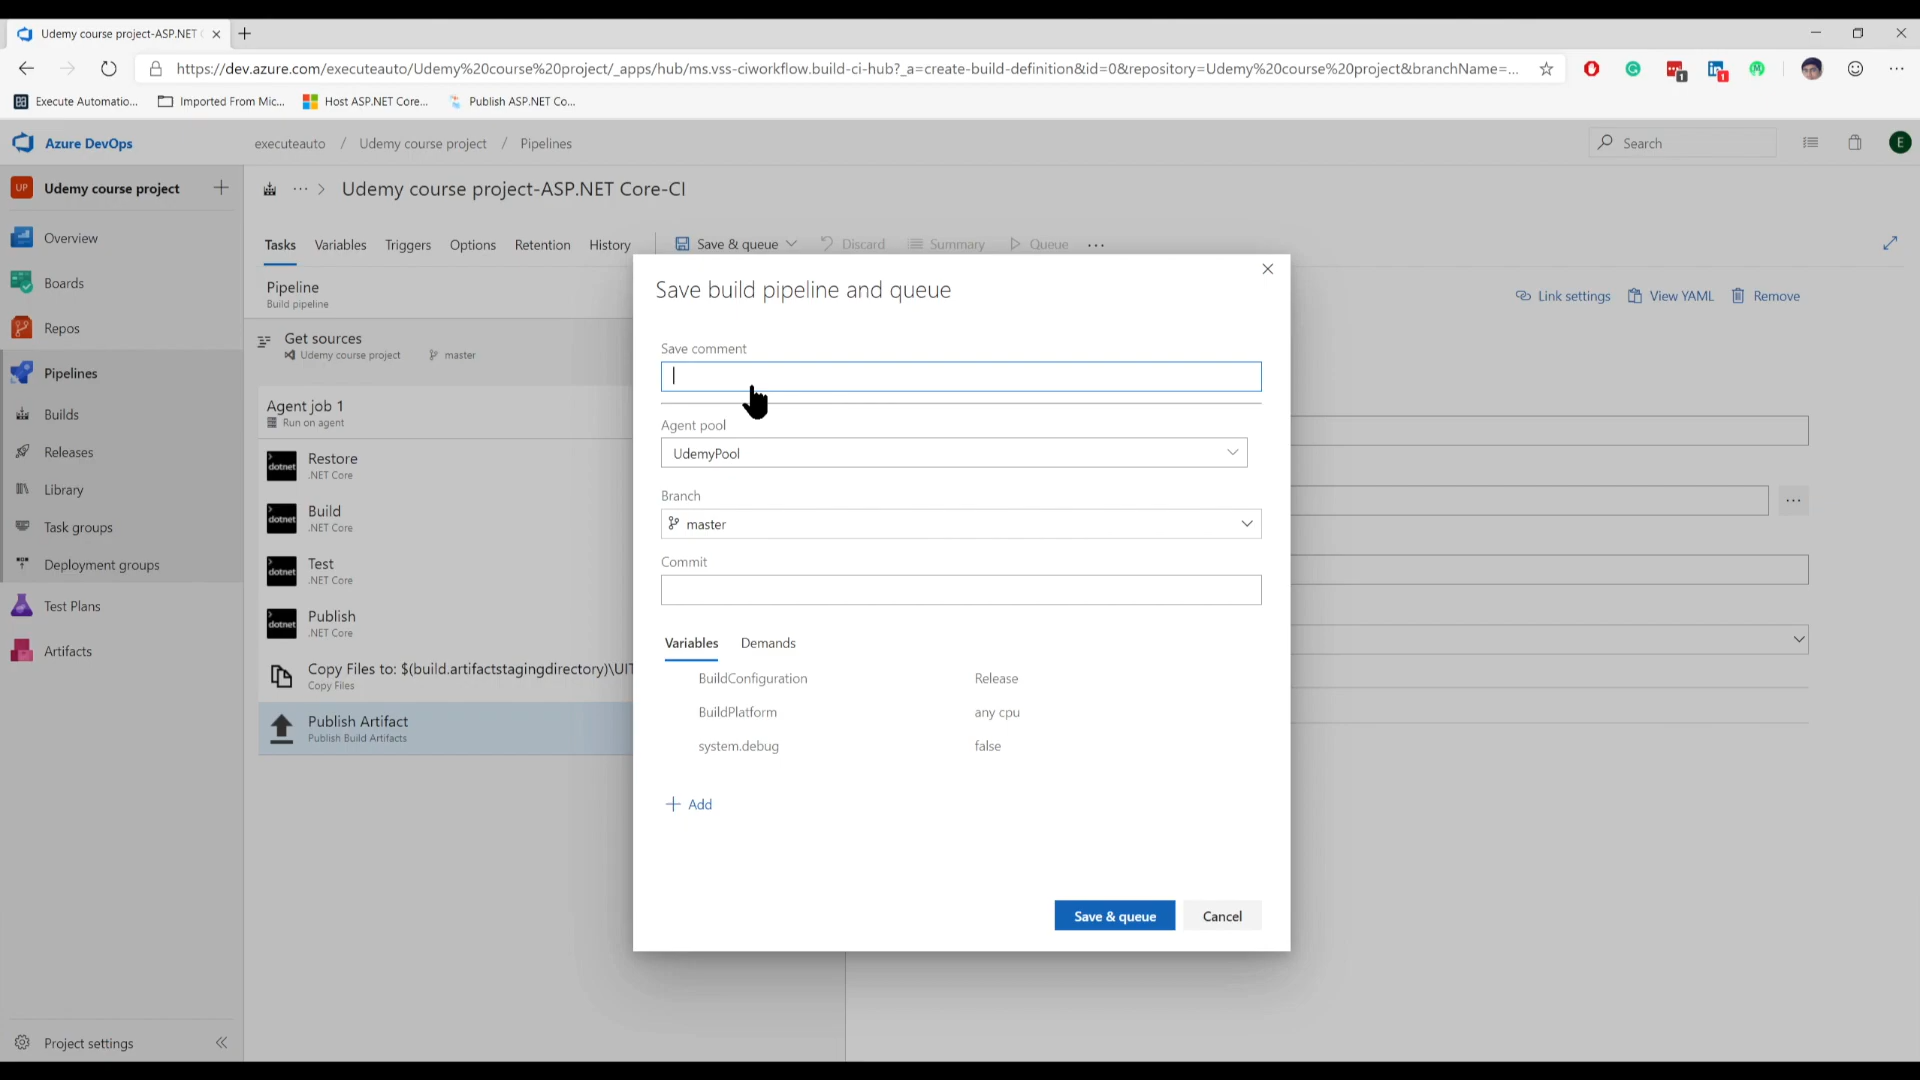 Udemy course project-ASP.NET
https://dev.azure.com/executeauto/Udemy%20course%20project/_apps/hub/ms.vss-ciworkflow.build-ci-hub?_a=create-build-definition&id=0&repository=Udemy%20course%20project&branchName=...
1
1
Execute Automatio...
Imported From Mic...
Host ASP.NET Core...
Publish ASP.NET Co...
Azure DevOps
executeauto / Udemy course project / Pipelines
Search
E
UP
Udemy course project
··· > Udemy course project-ASP.NET Core-CI
Overview
Boards
Repos
Pipelines
Builds
Releases
Library
Task groups
Deployment groups
Test Plans
Artifacts
Project settings
Tasks Variables Triggers Options Retention History
Save & queue
Discard
Summary
Queue
...
Pipeline
Build pipeline
Get sources
Udemy course project
master
Agent job 1
Run on agent
dotnet
Restore
.NET Core
dotnet
Build
.NET Core
dotnet
Test
.NET Core
dotnet
Publish
.NET Core
Copy Files to: $(build.artifactstagingdirectory)\UIT
Copy Files
Publish Artifact
Publish Build Artifacts
Link settings
View YAML
Remove
...
Save build pipeline and queue
Save comment
Agent pool
UdemyPool
Branch
master
Commit
Variables
Demands
BuildConfiguration Release
BuildPlatform any cpu
system.debug false
+ Add
Save & queue
Cancel